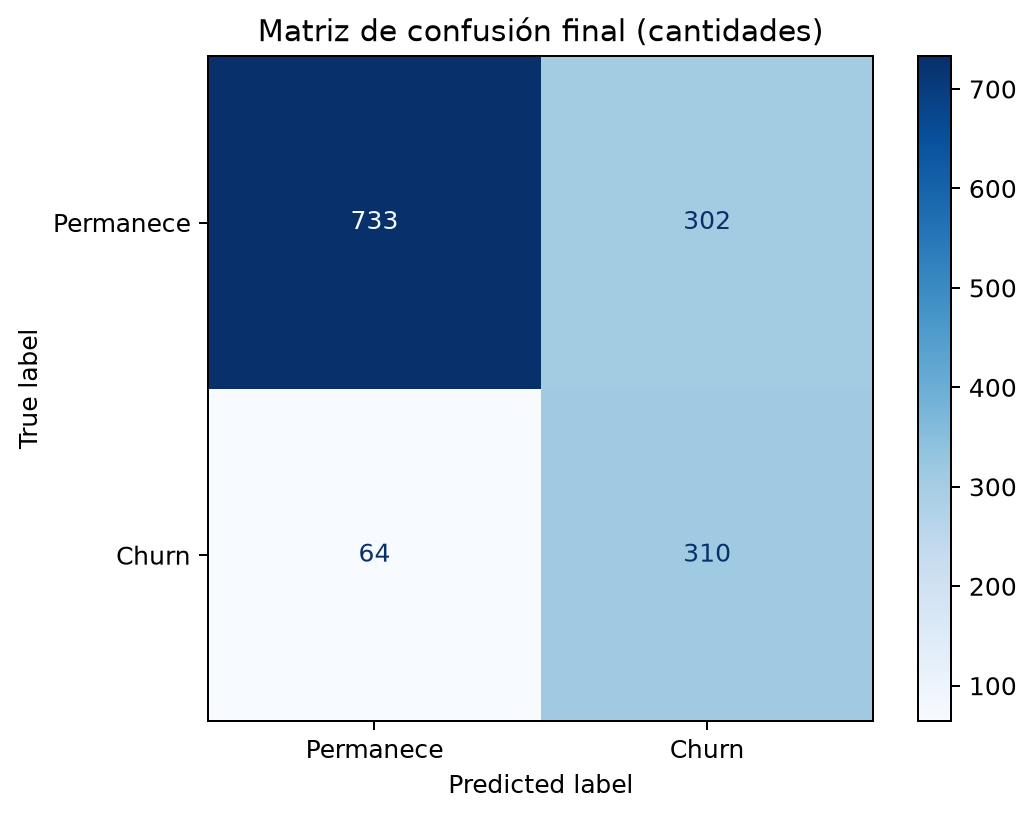 Matriz de confusión final (cantidades)
700
600
500
400
300
200
100
True label
Permanece
733
302
Churn
64
310
Permanece
Churn
Predicted label